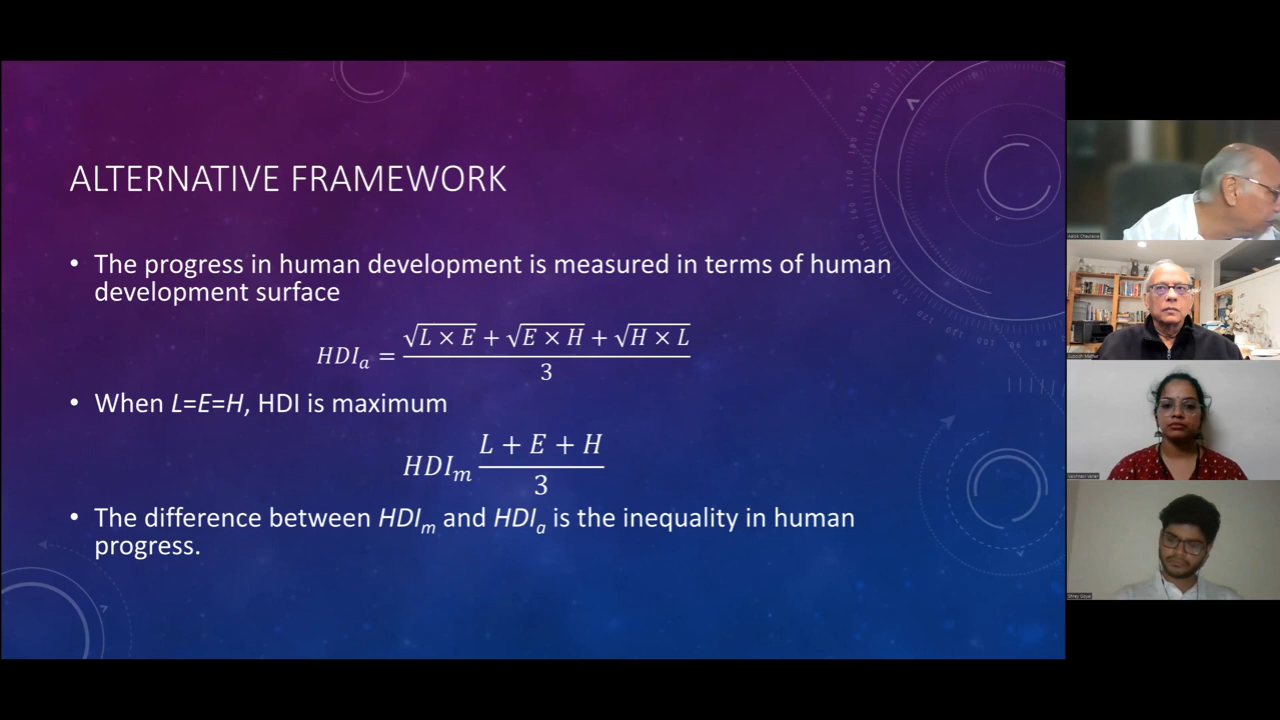 ALTERNATIVE FRAMEWORK
• The progress in human development is measured in terms of human
development surface
HDI_a = (√(L × E) + √(E × H) + √(H × L)) / 3
• When L=E=H, HDI is maximum
HDI_m (L + E + H) / 3
• The difference between HDI_m and HDI_a is the inequality in human
progress.